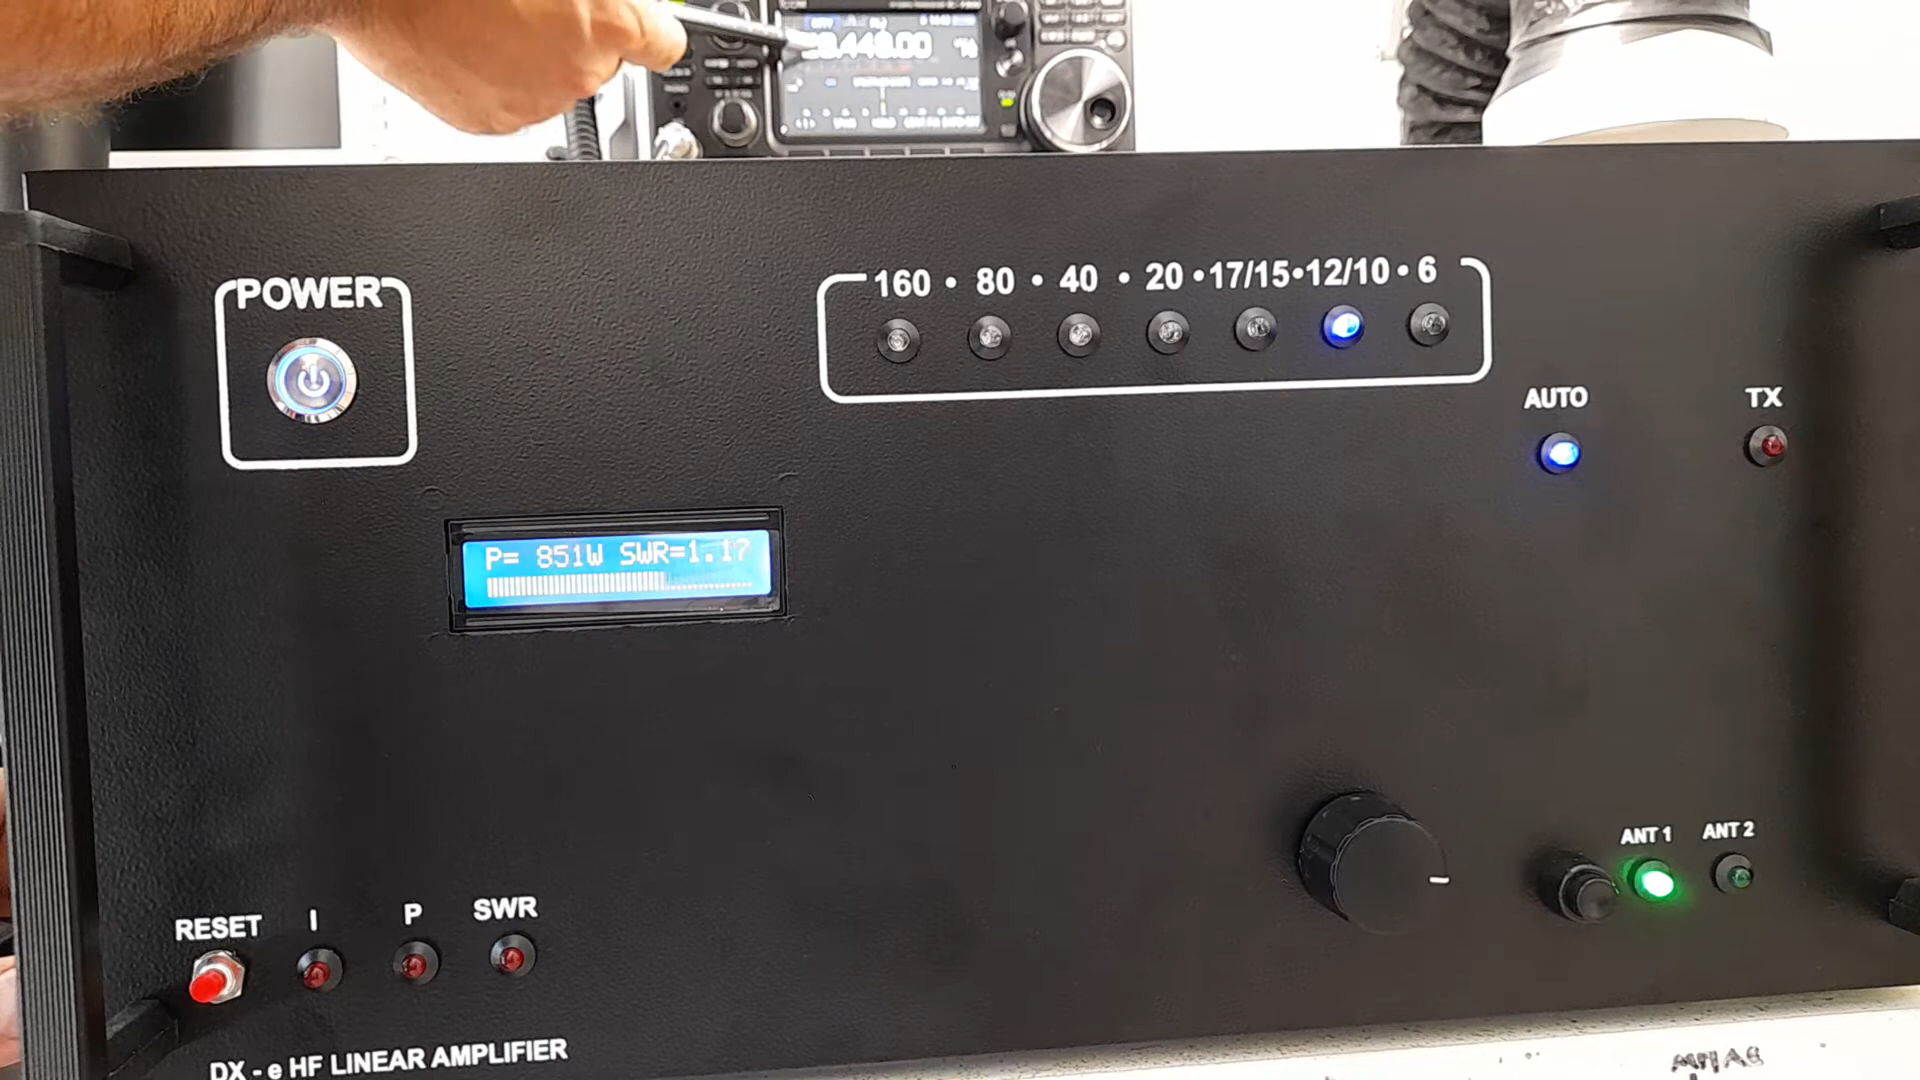 POWER
160 • 80 • 40 • 20 • 17/15 • 12/10 • 6
AUTO
TX
P= 851W SWR=1.17
ANT 1
ANT 2
RESET
I
P
SWR
DX - e HF LINEAR AMPLIFIER